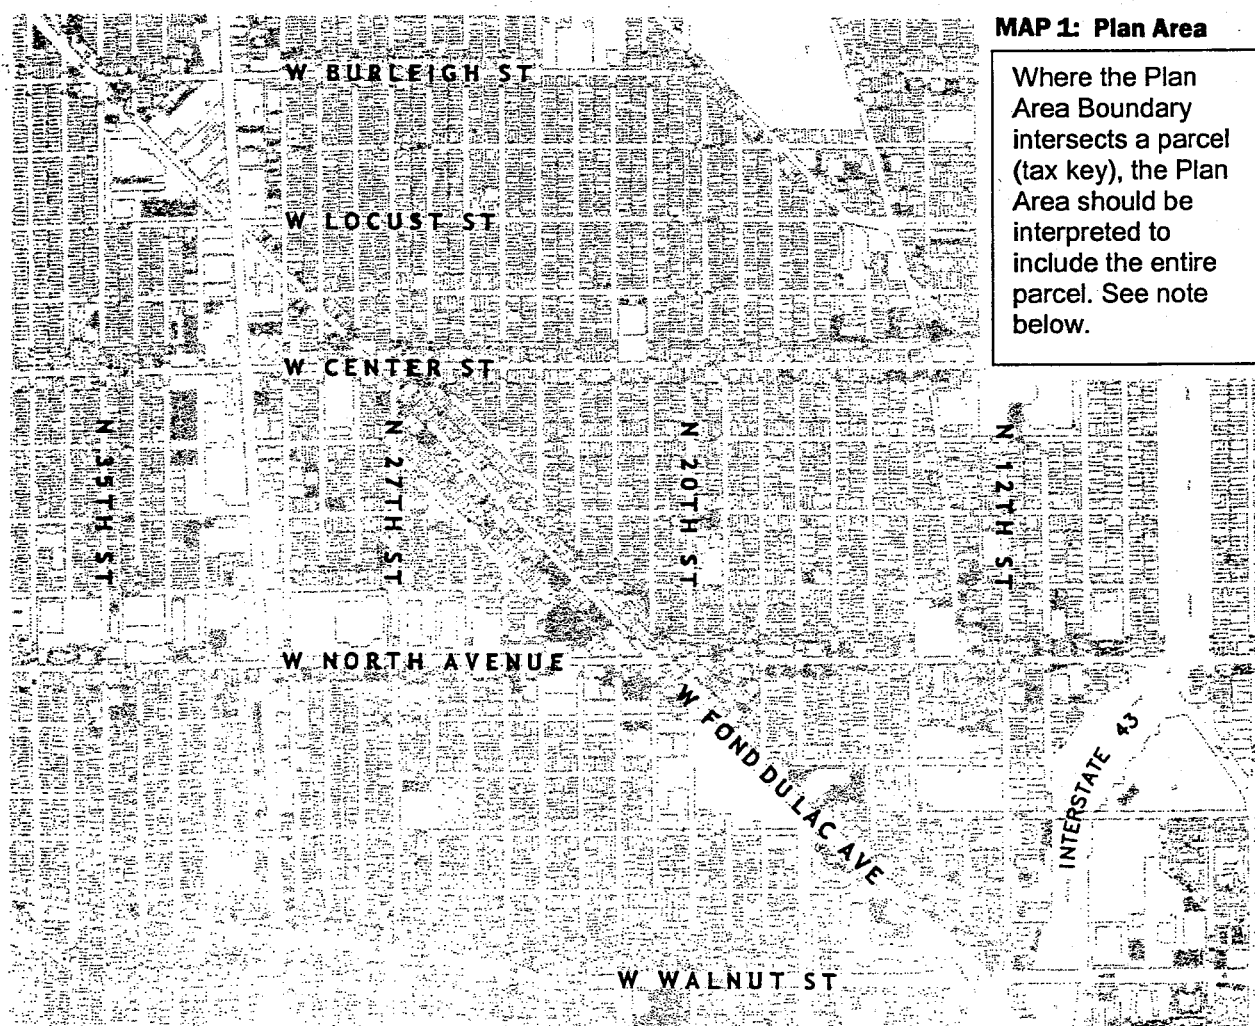 MAP 1: Plan Area
Where the Plan
Area Boundary
intersects a parcel
(tax key), the Plan
Area should be
interpreted to
include the entire
parcel. See note
below.
W BURLEIGH ST
W LOCUST ST
W CENTER ST
N 35TH ST
N 27TH ST
N 20TH ST
N 12TH ST
W NORTH AVENUE
W FOND DU LAC AVE
INTERSTATE 43
W WALNUT ST